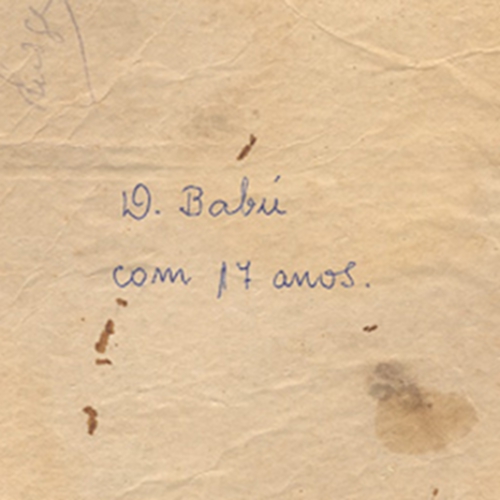 D. Babú
com 17 anos.